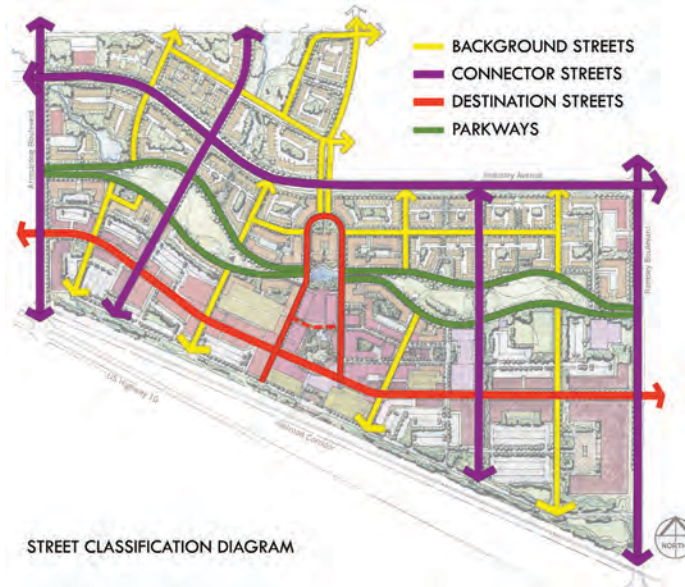 BACKGROUND STREETS
CONNECTOR STREETS
DESTINATION STREETS
PARKWAYS
Armstrong Boulevard
Industry Avenue
Ramsey Boulevard
US Highway 10
Corridor
STREET CLASSIFICATION DIAGRAM
NORTH